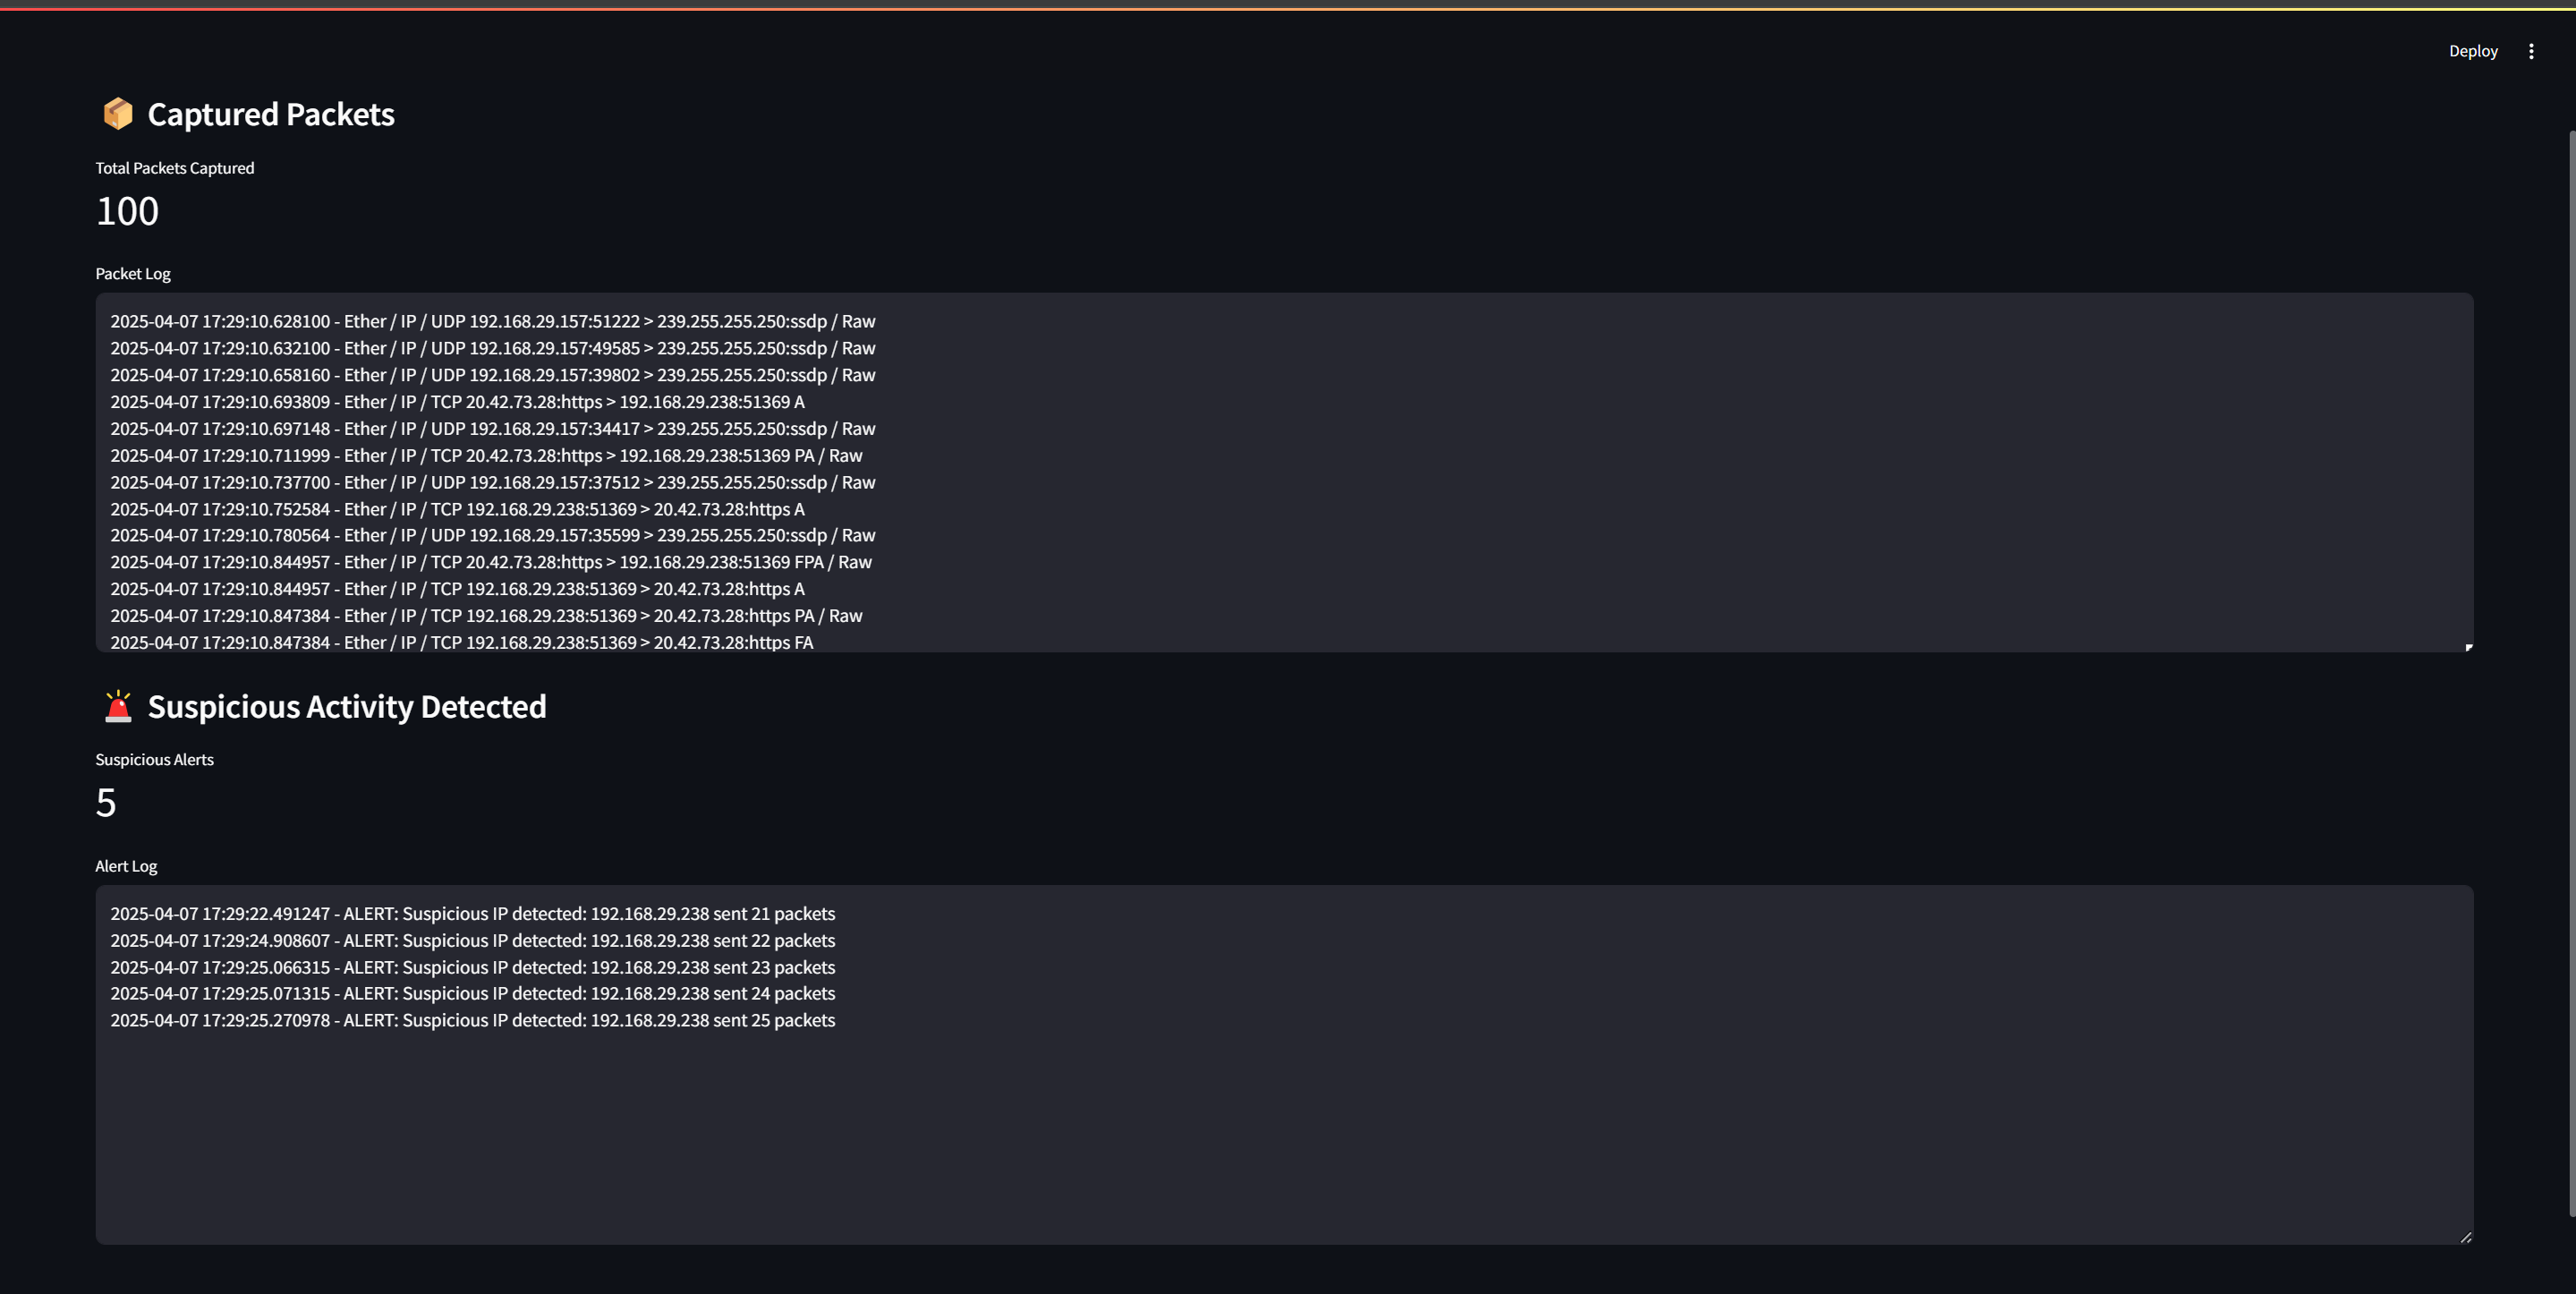 Deploy
Captured Packets
Total Packets Captured
100
Packet Log
2025-04-07 17:29:10.628100 - Ether / IP / UDP 192.168.29.157:51222 > 239.255.255.250:ssdp / Raw
2025-04-07 17:29:10.632100 - Ether / IP / UDP 192.168.29.157:49585 > 239.255.255.250:ssdp / Raw
2025-04-07 17:29:10.658160 - Ether / IP / UDP 192.168.29.157:39802 > 239.255.255.250:ssdp / Raw
2025-04-07 17:29:10.693809 - Ether / IP / TCP 20.42.73.28:https > 192.168.29.238:51369 A
2025-04-07 17:29:10.697148 - Ether / IP / UDP 192.168.29.157:34417 > 239.255.255.250:ssdp / Raw
2025-04-07 17:29:10.711999 - Ether / IP / TCP 20.42.73.28:https > 192.168.29.238:51369 PA / Raw
2025-04-07 17:29:10.737700 - Ether / IP / UDP 192.168.29.157:37512 > 239.255.255.250:ssdp / Raw
2025-04-07 17:29:10.752584 - Ether / IP / TCP 192.168.29.238:51369 > 20.42.73.28:https A
2025-04-07 17:29:10.780564 - Ether / IP / UDP 192.168.29.157:35599 > 239.255.255.250:ssdp / Raw
2025-04-07 17:29:10.844957 - Ether / IP / TCP 20.42.73.28:https > 192.168.29.238:51369 FPA / Raw
2025-04-07 17:29:10.844957 - Ether / IP / TCP 192.168.29.238:51369 > 20.42.73.28:https A
2025-04-07 17:29:10.847384 - Ether / IP / TCP 192.168.29.238:51369 > 20.42.73.28:https PA / Raw
2025-04-07 17:29:10.847384 - Ether / IP / TCP 192.168.29.238:51369 > 20.42.73.28:https FA
Suspicious Activity Detected
Suspicious Alerts
5
Alert Log
2025-04-07 17:29:22.491247 - ALERT: Suspicious IP detected: 192.168.29.238 sent 21 packets
2025-04-07 17:29:24.908607 - ALERT: Suspicious IP detected: 192.168.29.238 sent 22 packets
2025-04-07 17:29:25.066315 - ALERT: Suspicious IP detected: 192.168.29.238 sent 23 packets
2025-04-07 17:29:25.071315 - ALERT: Suspicious IP detected: 192.168.29.238 sent 24 packets
2025-04-07 17:29:25.270978 - ALERT: Suspicious IP detected: 192.168.29.238 sent 25 packets